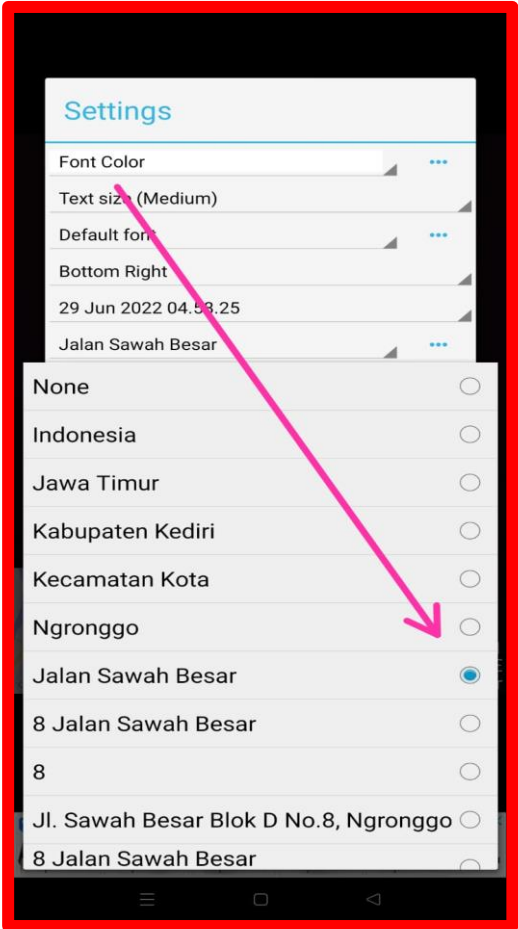 Settings
Font Color
Text size (Medium)
Default font
Bottom Right
29 Jun 2022 04.53.25
Jalan Sawah Besar
None
Indonesia
Jawa Timur
Kabupaten Kediri
Kecamatan Kota
Ngronggo
Jalan Sawah Besar
8 Jalan Sawah Besar
8
Jl. Sawah Besar Blok D No.8, Ngronggo
8 Jalan Sawah Besar